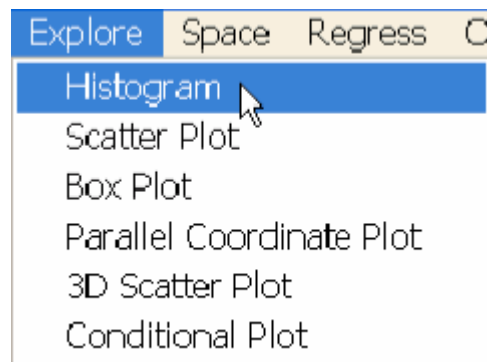 Explore Space Regress C
Histogram
Scatter Plot
Box Plot
Parallel Coordinate Plot
3D Scatter Plot
Conditional Plot